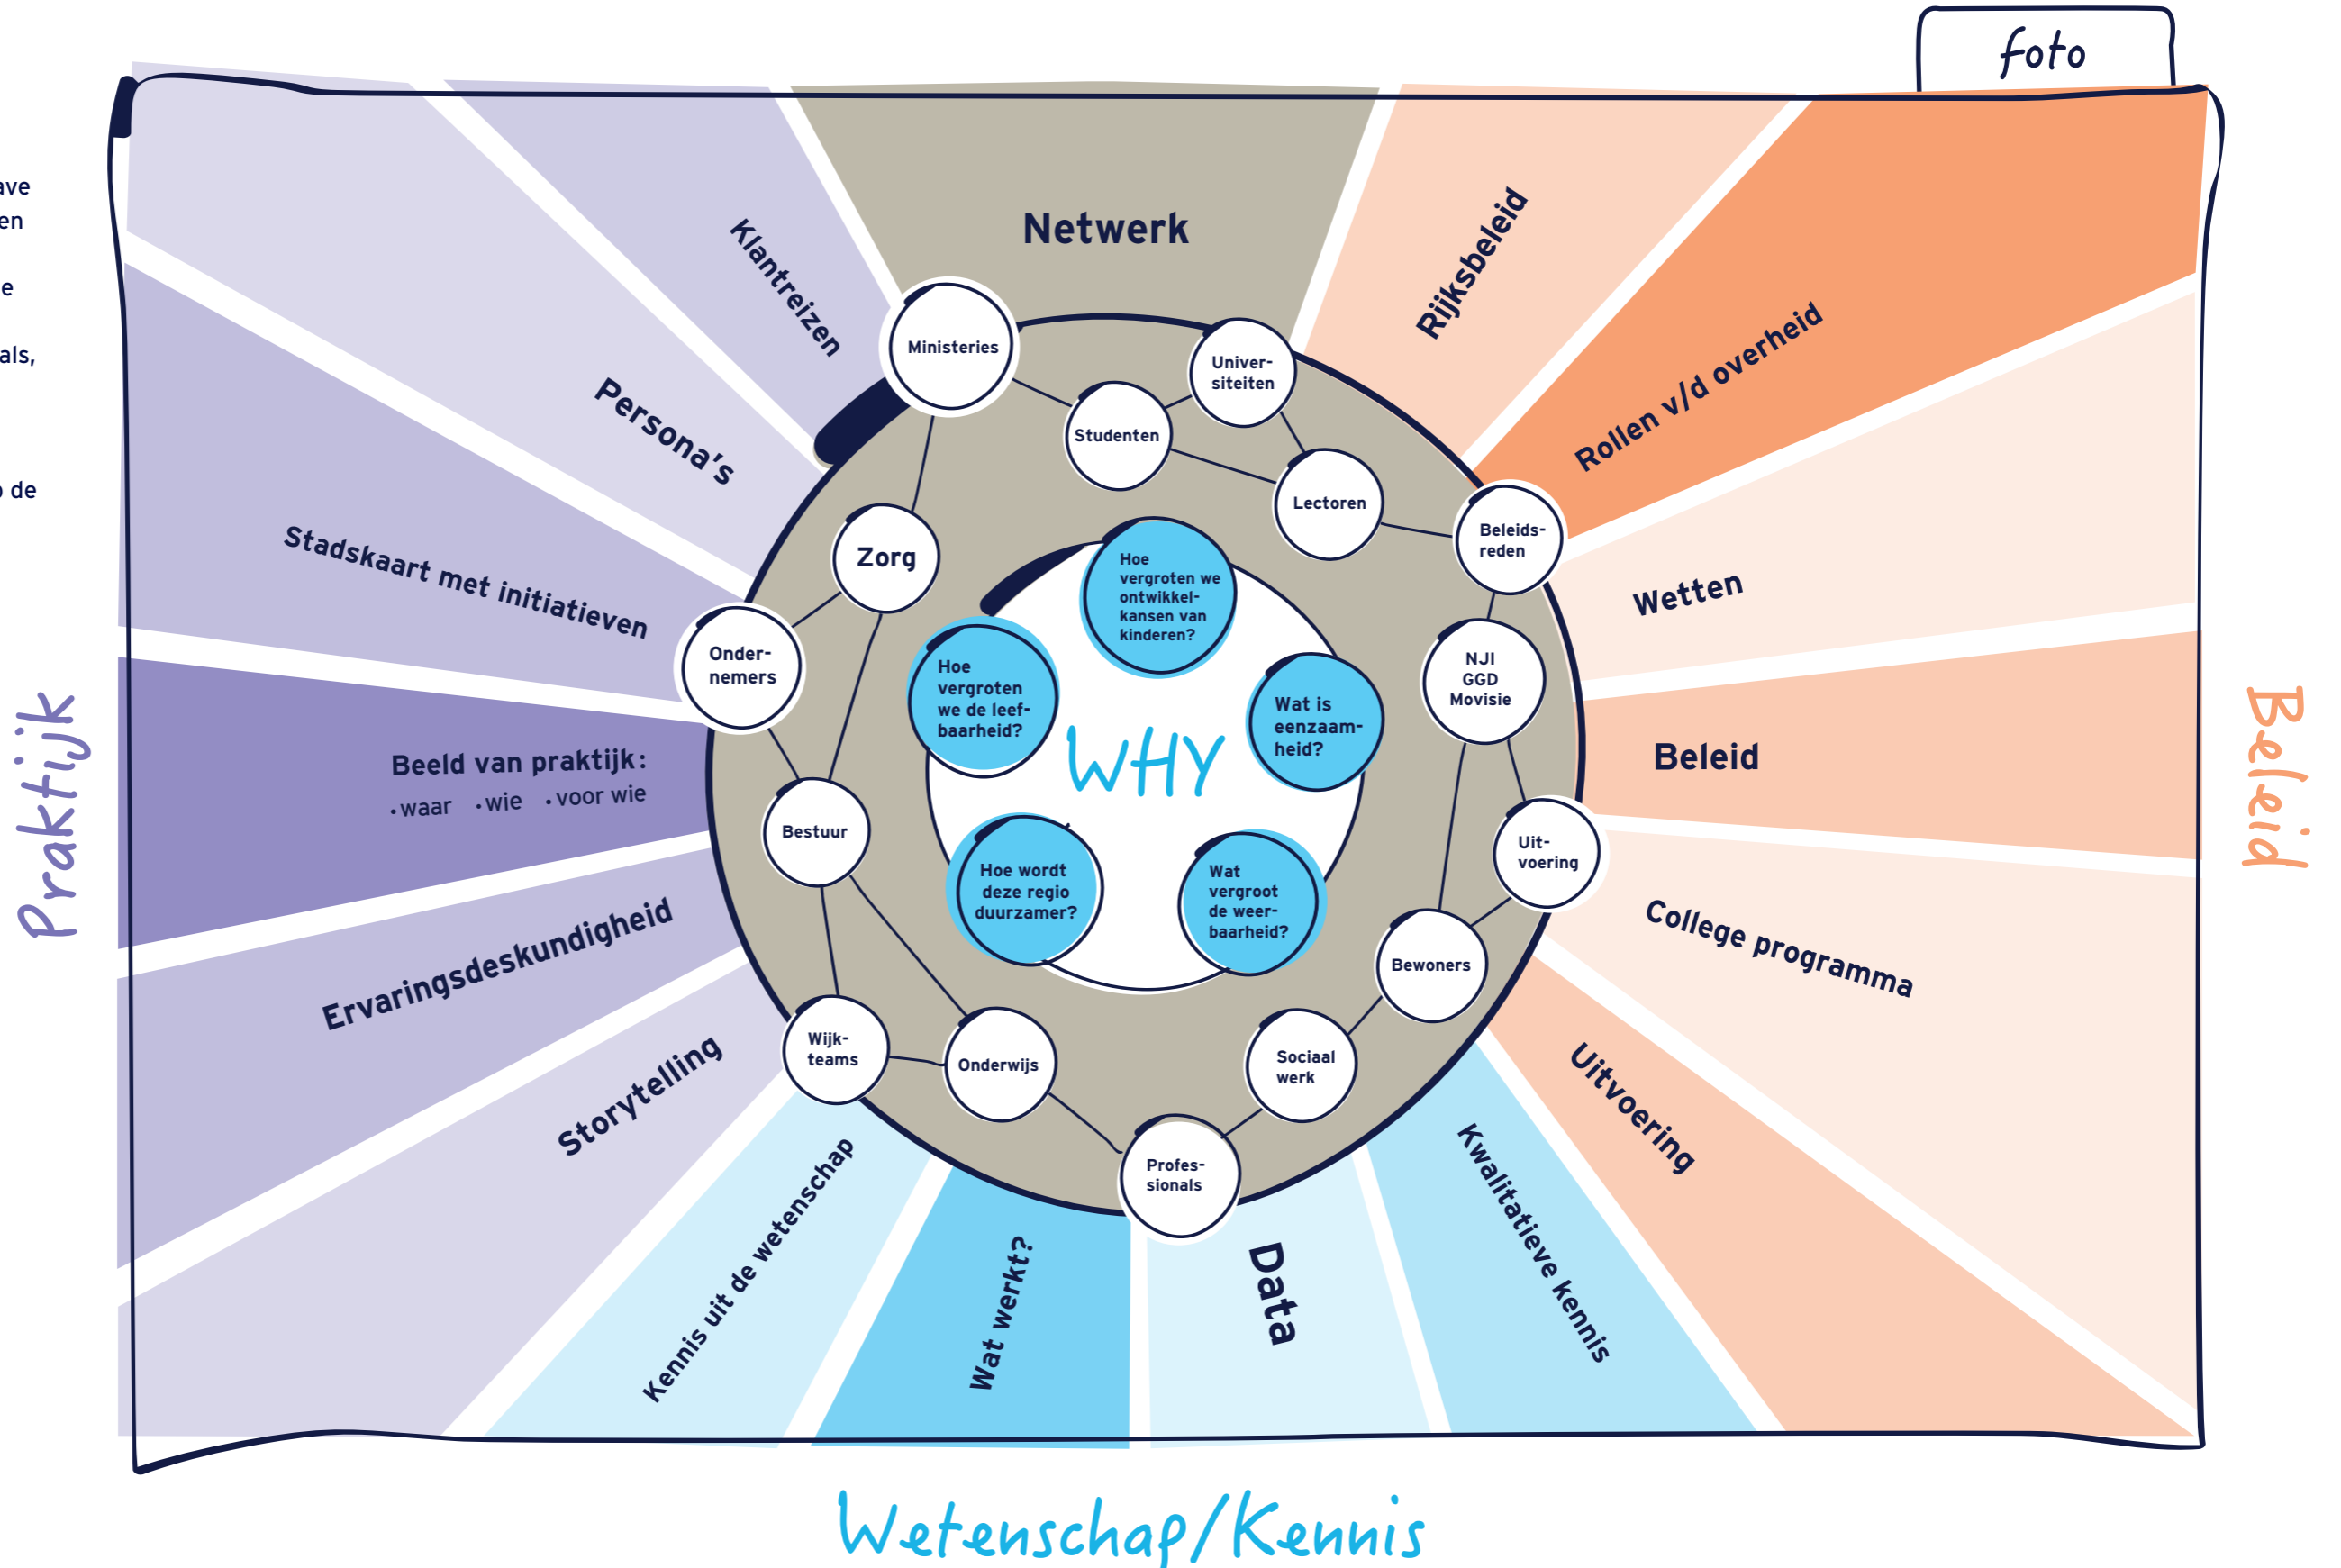 foto
ave
en
e
als,
de
Netwerk
Klantreizen
Persona's
Stadskaart met initiatieven
Beeld van praktijk:
• waar • wie • voor wie
Ervaringsdeskundigheid
Storytelling
Praktijk
Rijksbeleid
Rollen v/d overheid
Wetten
Beleid
College programma
Uitvoering
Beleid
Kennis uit de wetenschap
Wat werkt?
Data
Kwalitatieve kennis
Wetenschap/Kennis
Ministeries
Univer-
siteiten
Studenten
Lectoren
Beleids-
reden
Zorg
Onder-
nemers
NJI
GGD
Movisie
Bestuur
Uit-
voering
Bewoners
Wijk-
teams
Onderwijs
Sociaal
werk
Profes-
sionals
WHY
Hoe
vergroten we
ontwikkel-
kansen van
kinderen?
Hoe
vergroten
we de leef-
baarheid?
Wat is
eenzaam-
heid?
Hoe wordt
deze regio
duurzamer?
Wat
vergroot
de weer-
baarheid?